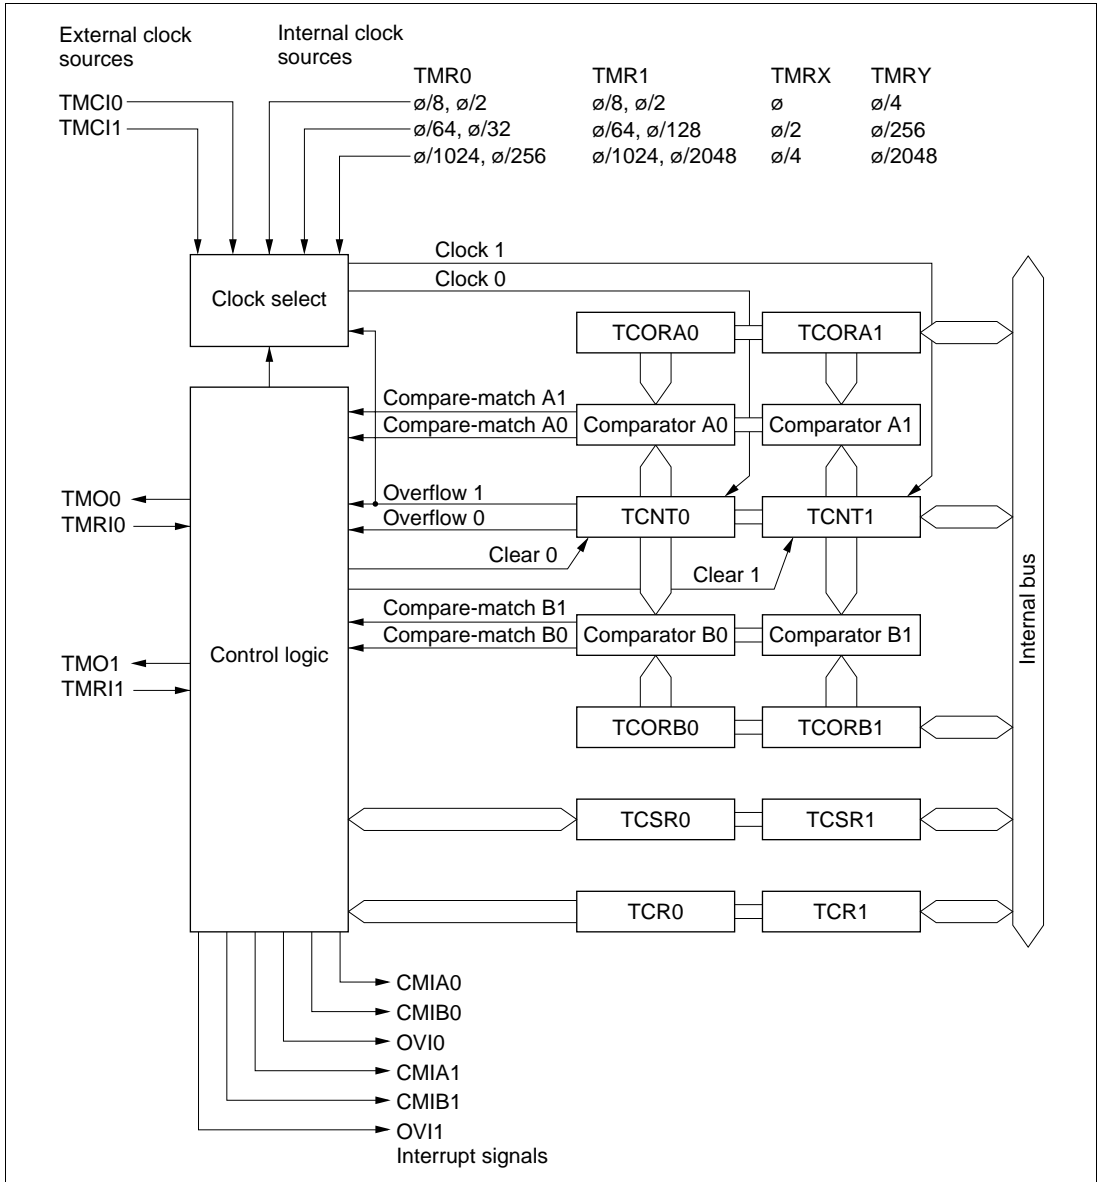 External clock
sources
Internal clock
sources
TMR0 TMR1 TMRX TMRY
TMCI0 ø/8, ø/2 ø/8, ø/2 ø ø/4
TMCI1 ø/64, ø/32 ø/64, ø/128 ø/2 ø/256
ø/1024, ø/256 ø/1024, ø/2048 ø/4 ø/2048
Clock 1
Clock 0
Clock select
TCORA0 TCORA1
Compare-match A1
Compare-match A0
Comparator A0 Comparator A1
TMO0
TMRI0
Overflow 1
Overflow 0
TCNT0 TCNT1
Clear 0
Clear 1
Internal bus
Compare-match B1
Compare-match B0
Comparator B0 Comparator B1
Control logic
TMO1
TMRI1
TCORB0 TCORB1
TCSR0 TCSR1
TCR0 TCR1
CMIA0
CMIB0
OVI0
CMIA1
CMIB1
OVI1
Interrupt signals